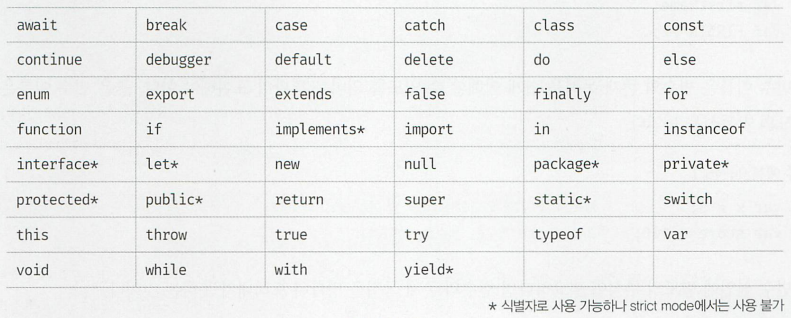 await break case catch class const
continue debugger default delete do else
enum export extends false finally for
function if implements* import in instanceof
interface* let* new null package* private*
protected* public* return super static* switch
this throw true try typeof var
void while with yield*
* 식별자로 사용 가능하나 strict mode에서는 사용 불가